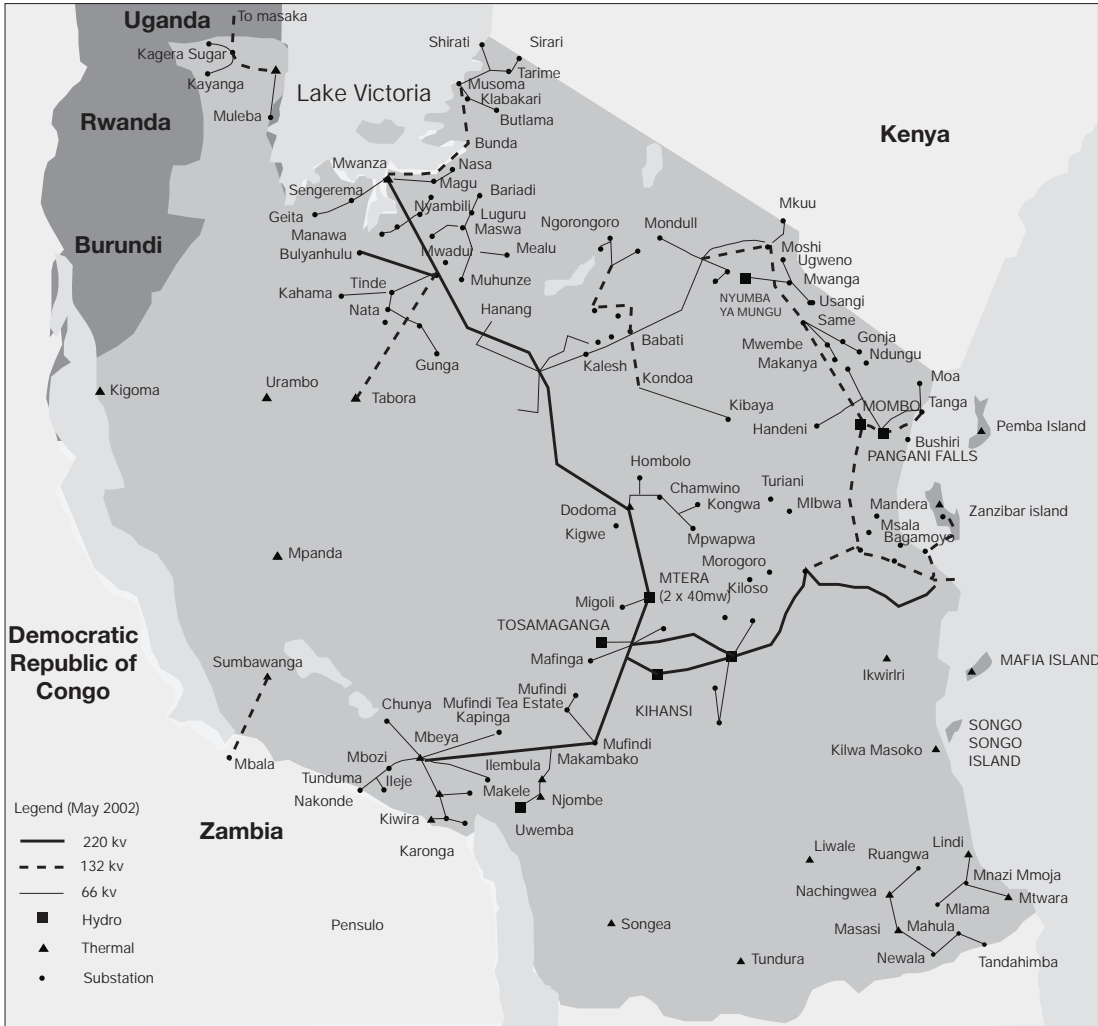 Uganda
To masaka
Kagera Sugar
Kayanga
Muleba
Rwanda
Burundi
Lake Victoria
Kenya
Shirati
Sirari
Tarime
Musoma
Klabakari
Butlama
Bunda
Mwanza
Nasa
Magu
Sengerema
Geita
Nyambili
Bariadi
Luguru
Manawa
Maswa
Bulyanhulu
Mwadui
Mealu
Muhunze
Tinde
Kahama
Nata
Gunga
Hanang
Ngorongoro
Mondull
Mkuu
Moshi
Ugweno
Mwanga
NYUMBA
YA MUNGU
Usangi
Same
Gonja
Mwembe
Ndungu
Makanya
Babati
Kalesh
Kondoa
Kibaya
Handeni
MOMBO
Moa
Tanga
Bushiri
PANGANI FALLS
Pemba Island
Kigoma
Urambo
Tabora
Hombolo
Chamwino
Kongwa
Dodoma
Kigwe
Mpwapwa
Turiani
Mlbwa
Mandera
Msala
Bagamoyo
Zanzibar island
Mpanda
Morogoro
MTERA
(2 x 40mw)
Kiloso
Migoli
TOSAMAGANGA
Mafinga
KIHANSI
Ikwirlri
MAFIA ISLAND
Democratic
Republic of
Congo
Sumbawanga
Mbala
Chunya
Mufindi
Mufindi Tea Estate
Kapinga
Mbeya
Mufindi
Makambako
Kilwa Masoko
SONGO
SONGO
ISLAND
Mbozi
Tunduma
Ileje
Nakonde
Ilembula
Makele
Njombe
Kiwira
Uwemba
Karonga
Zambia
Pensulo
Liwale
Ruangwa
Lindi
Mnazi Mmoja
Nachingwea
Mtwara
Mlama
Masasi
Mahula
Newala
Tandahimba
Songea
Tundura
Legend (May 2002)
220 kv
132 kv
66 kv
Hydro
Thermal
Substation